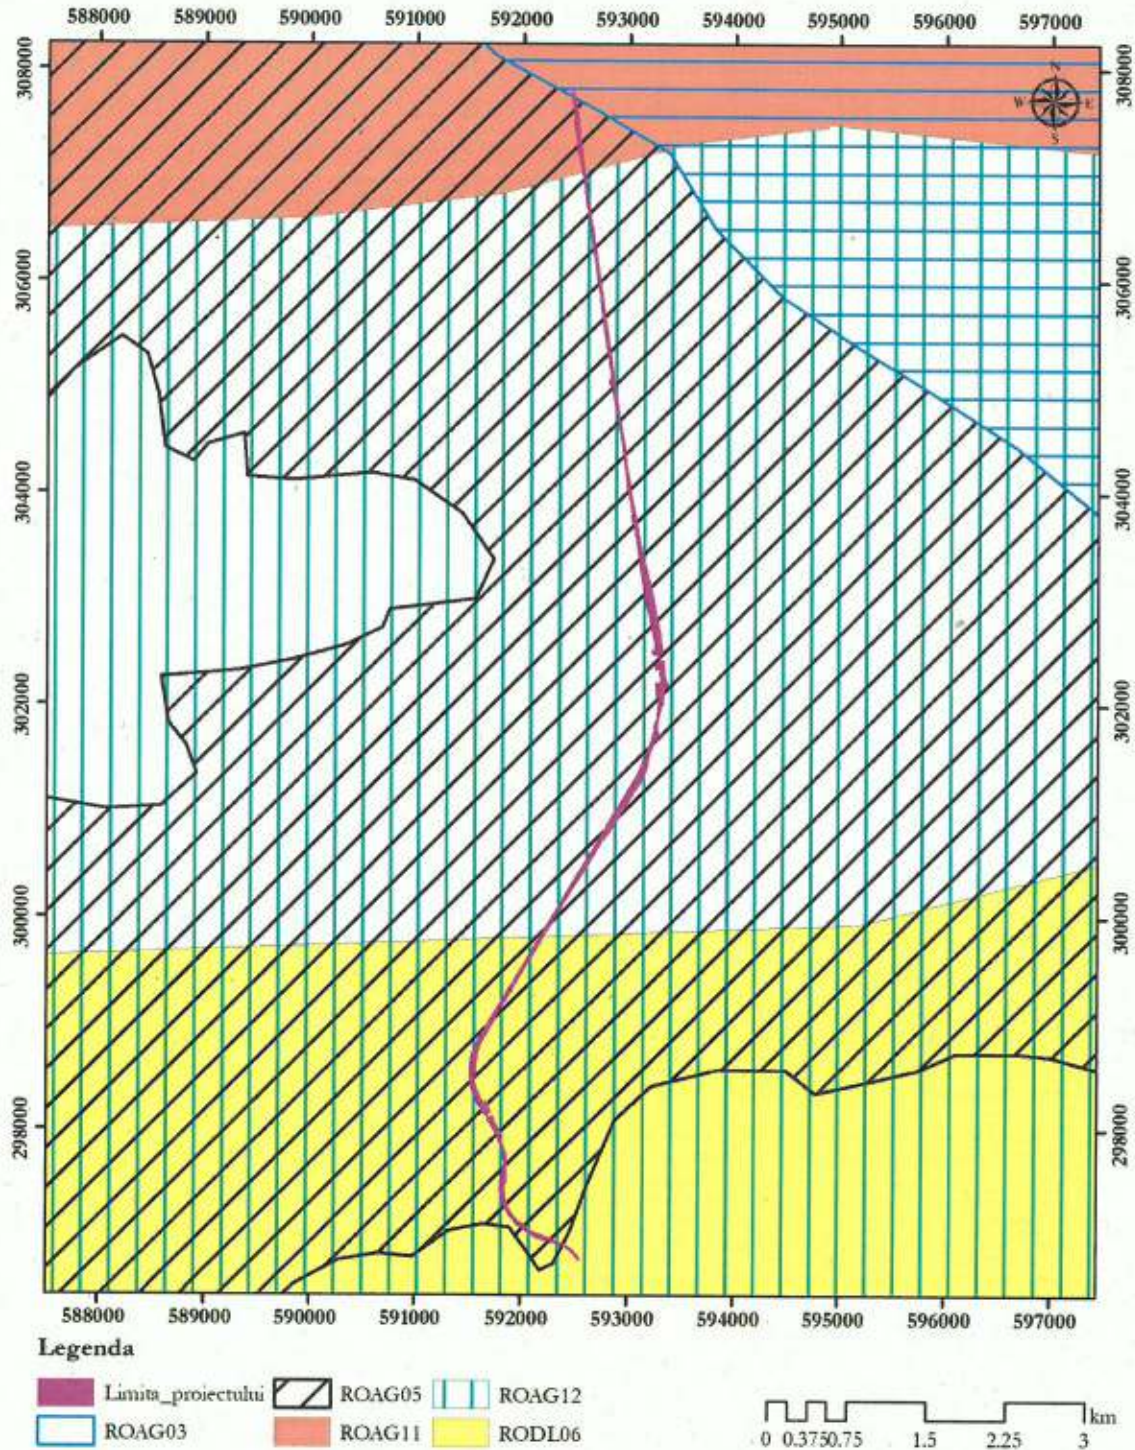 588000 589000 590000 591000 592000 593000 594000 595000 596000 597000
308000 308000
N
W E
S
306000 306000
304000 304000
302000 302000
300000 300000
298000 298000
588000 589000 590000 591000 592000 593000 594000 595000 596000 597000
Legenda
Limita_proiectului ROAG05 ROAG12
ROAG03 ROAG11 RODL06
km
0 0.3750.75 1.5 2.25 3